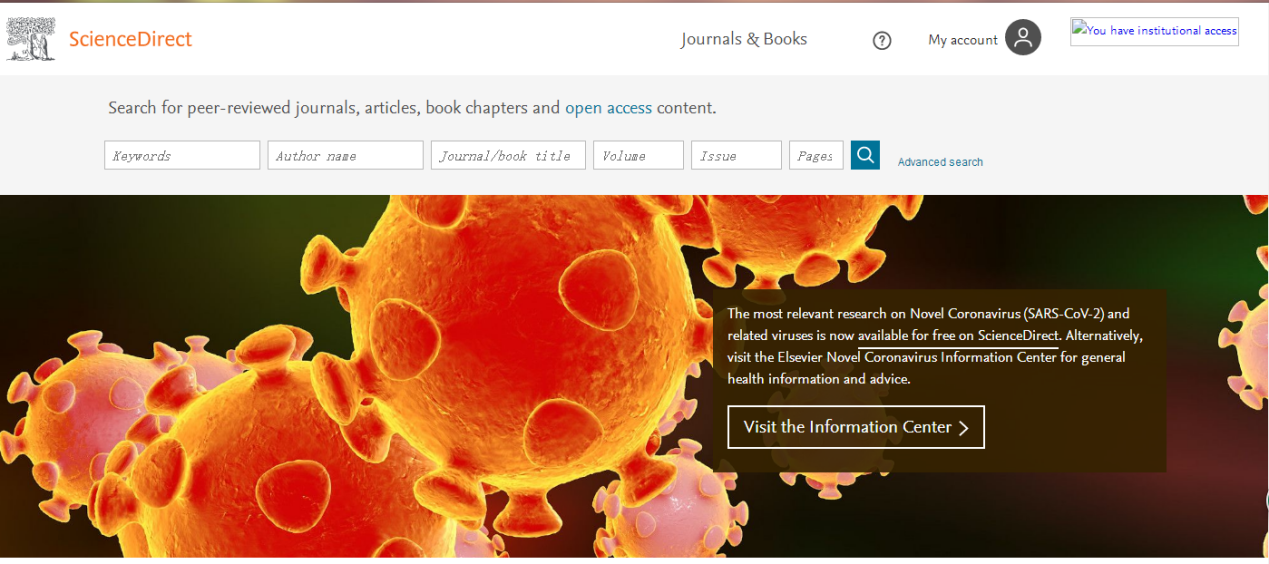 ScienceDirect
Journals & Books
?
My account
You have institutional access
Search for peer-reviewed journals, articles, book chapters and open access content.
Keywords
Author name
Journal/book title
Volume
Issue
Pages
Advanced search
The most relevant research on Novel Coronavirus (SARS-CoV-2) and
related viruses is now available for free on ScienceDirect. Alternatively,
visit the Elsevier Novel Coronavirus Information Center for general
health information and advice.
Visit the Information Center >